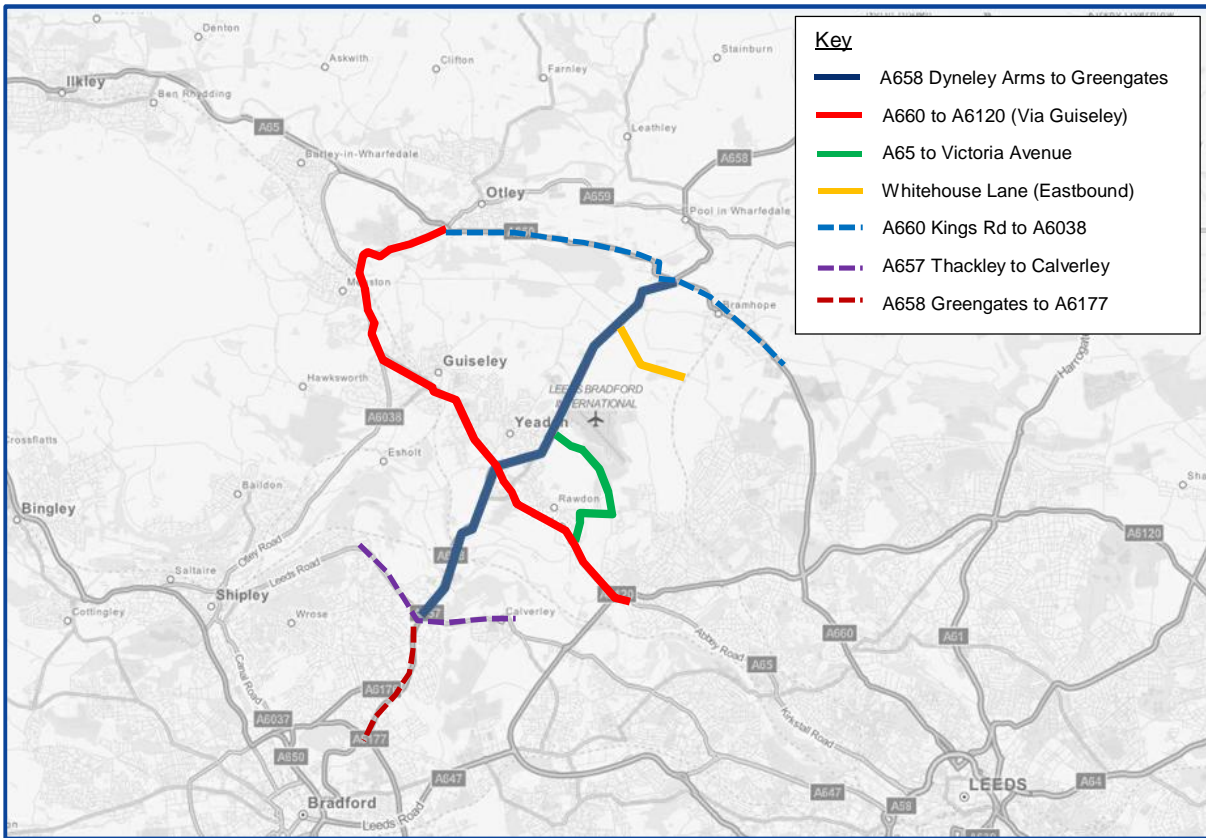 Key
A658 Dyneley Arms to Greengates
A660 to A6120 (Via Guiseley)
A65 to Victoria Avenue
Whitehouse Lane (Eastbound)
A660 Kings Rd to A6038
A657 Thackley to Calverley
A658 Greengates to A6177
Denton
Askwith
Clifton
Farnley
Stainburn
Ilkley
Ben Rhydding
Leathley
A65
Burley-in-Wharfedale
A658
Otley
A659
Pool in Wharfedale
Menston
Bramhope
Harrogate
Guiseley
Hawksworth
LEEDS BRADFORD
INTERNATIONAL
A6038
Yeadon
Crossflatts
Esholt
Baildon
Rawdon
Bingley
Otley Road
A6120
Leeds Road
Saltaire
Shipley
Cottingley
Wrose
Calverley
Abbey Road
A660
A61
A65
Canal Road
Kirkstall Road
A6037
A650
A6177
A647
LEEDS
A64
A647
A58
Bradford
Leeds Road